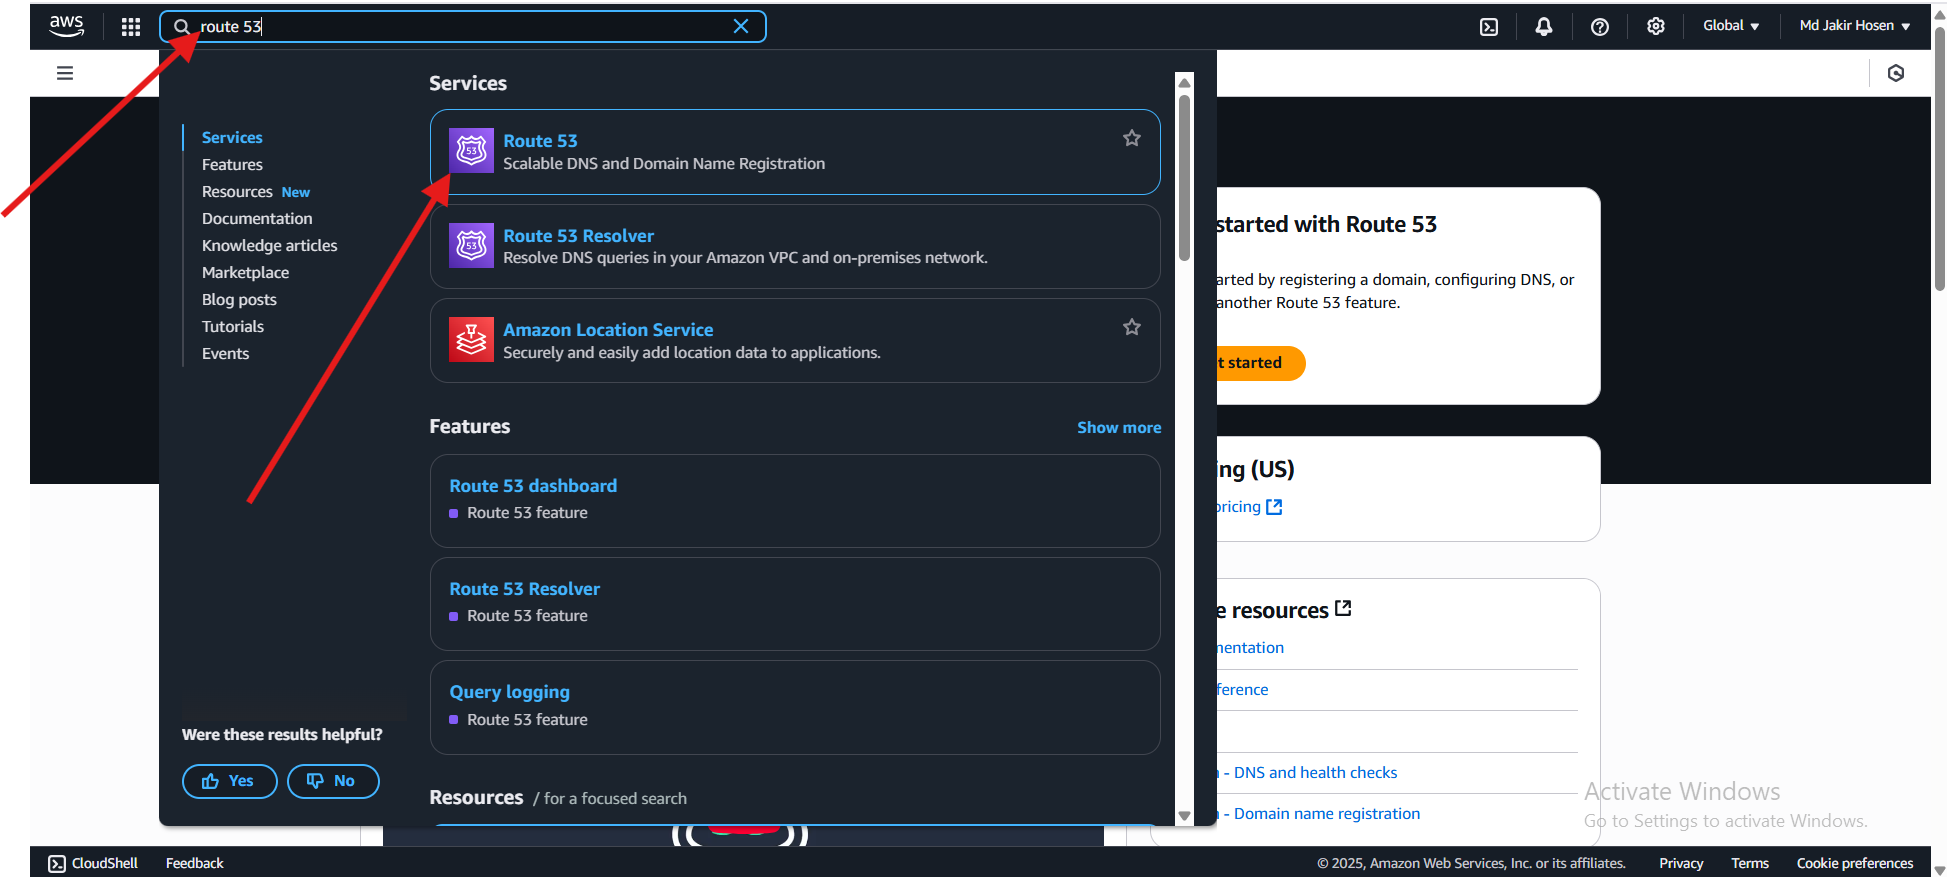 aws
route 53
Global
Md Jakir Hosen
Services
Features
Resources New
Documentation
Knowledge articles
Marketplace
Blog posts
Tutorials
Events
Were these results helpful?
Yes
No
Services
Route 53
Scalable DNS and Domain Name Registration
Route 53 Resolver
Resolve DNS queries in your Amazon VPC and on-premises network.
Amazon Location Service
Securely and easily add location data to applications.
Features
Show more
Route 53 dashboard
Route 53 feature
Route 53 Resolver
Route 53 feature
Query logging
Route 53 feature
Resources / for a focused search
started with Route 53
arted by registering a domain, configuring DNS, or
another Route 53 feature.
t started
ing (US)
pricing
e resources
mentation
ference
- DNS and health checks
- Domain name registration
Activate Windows
Go to Settings to activate Windows.
CloudShell
Feedback
© 2025, Amazon Web Services, Inc. or its affiliates.
Privacy
Terms
Cookie preferences